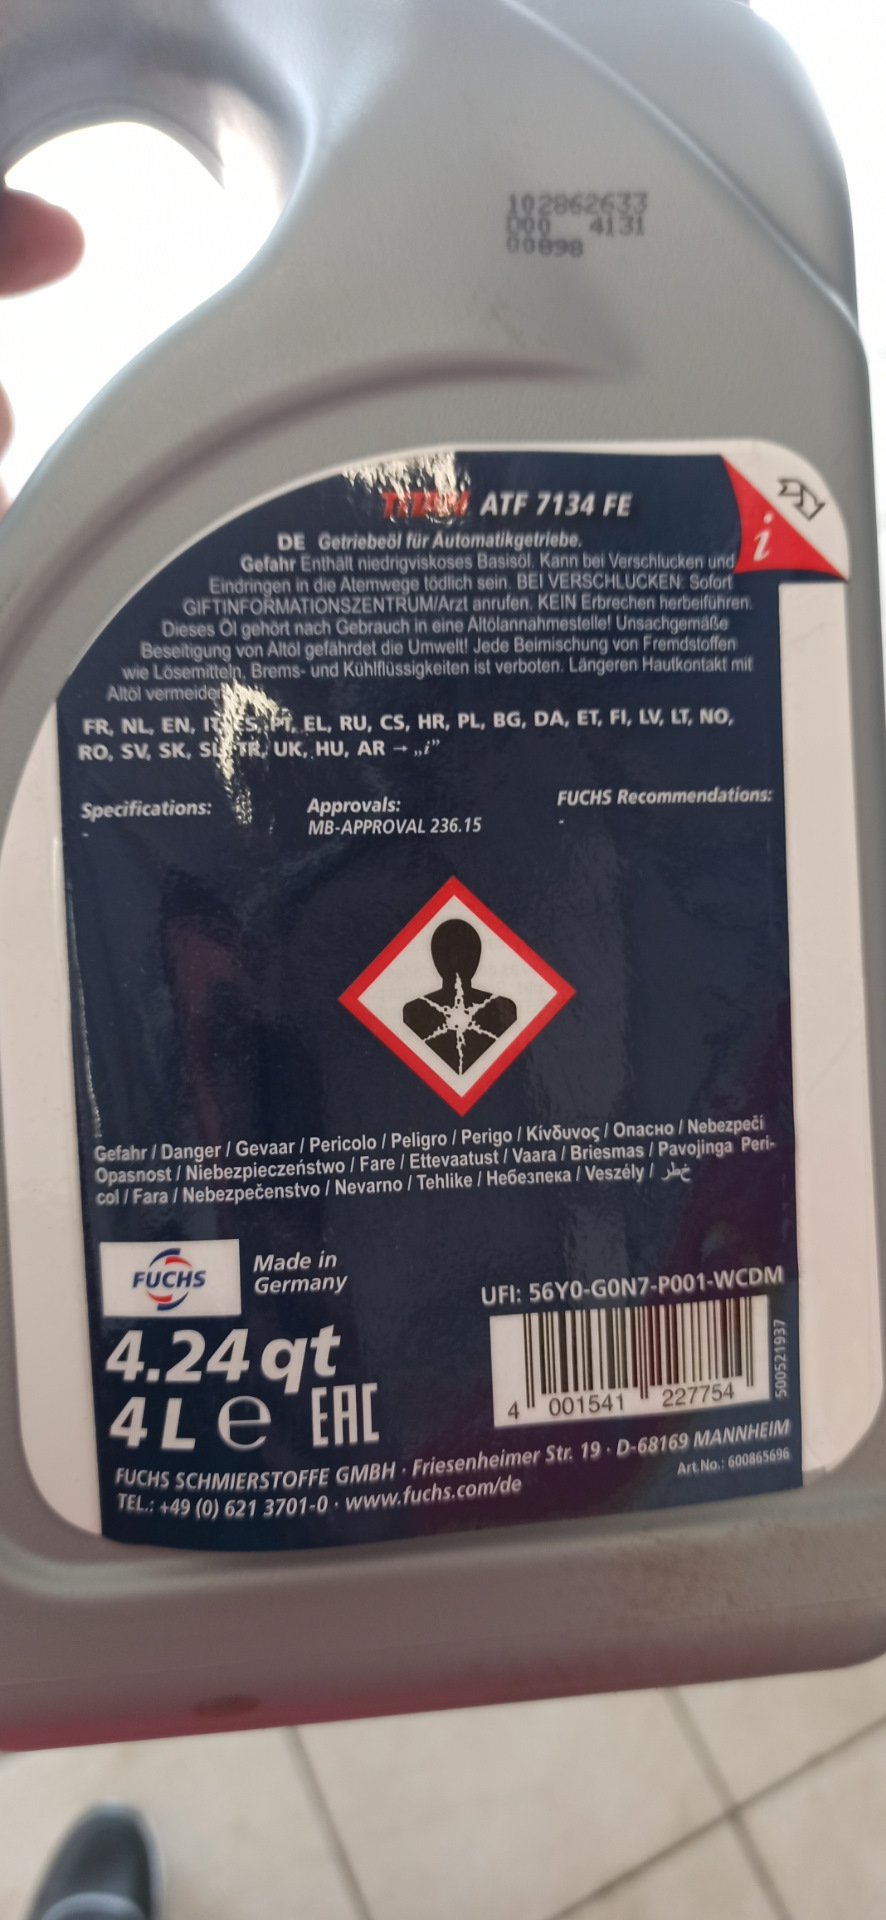 102862633
000 4131
00898
TITAN ATF 7134 FE
i
DE Getriebeöl für Automatikgetriebe.
Gefahr Enthält niedrigviskoses Basisöl. Kann bei Verschlucken und
Eindringen in die Atemwege tödlich sein. BEI VERSCHLUCKEN: Sofort
GIFTINFORMATIONSZENTRUM/Arzt anrufen. KEIN Erbrechen herbeiführen.
Dieses Öl gehört nach Gebrauch in eine Altölannahmestelle! Unsachgemäße
Beseitigung von Altöl gefährdet die Umwelt! Jede Beimischung von Fremdstoffen
wie Lösemitteln, Brems- und Kühlflüssigkeiten ist verboten. Längeren Hautkontakt mit
Altöl vermeiden
FR, NL, EN, IT, ES, PT, EL, RU, CS, HR, PL, BG, DA, ET, FI, LV, LT, NO,
RO, SV, SK, SL, TR, UK, HU, AR → „i”
Specifications: Approvals: FUCHS Recommendations:
- MB-APPROVAL 236.15 -
Gefahr / Danger / Gevaar / Pericolo / Peligro / Perigo / Κίνδυνος / Опасно / Nebezpečí
Opasnost / Niebezpieczeństwo / Fare / Ettevaatust / Vaara / Briesmas / Pavojinga Peri-
col / Fara / Nebezpečenstvo / Nevarno / Tehlike / Небезпека / Veszély / خطر
FUCHS
Made in
Germany
UFI: 56Y0-G0N7-P001-WCDM
4.24 qt
4 L e EAC
4 001541 227754
500521937
FUCHS SCHMIERSTOFFE GMBH · Friesenheimer Str. 19 · D-68169 MANNHEIM
TEL.: +49 (0) 621 3701-0 · www.fuchs.com/de
Art.No.: 600865696